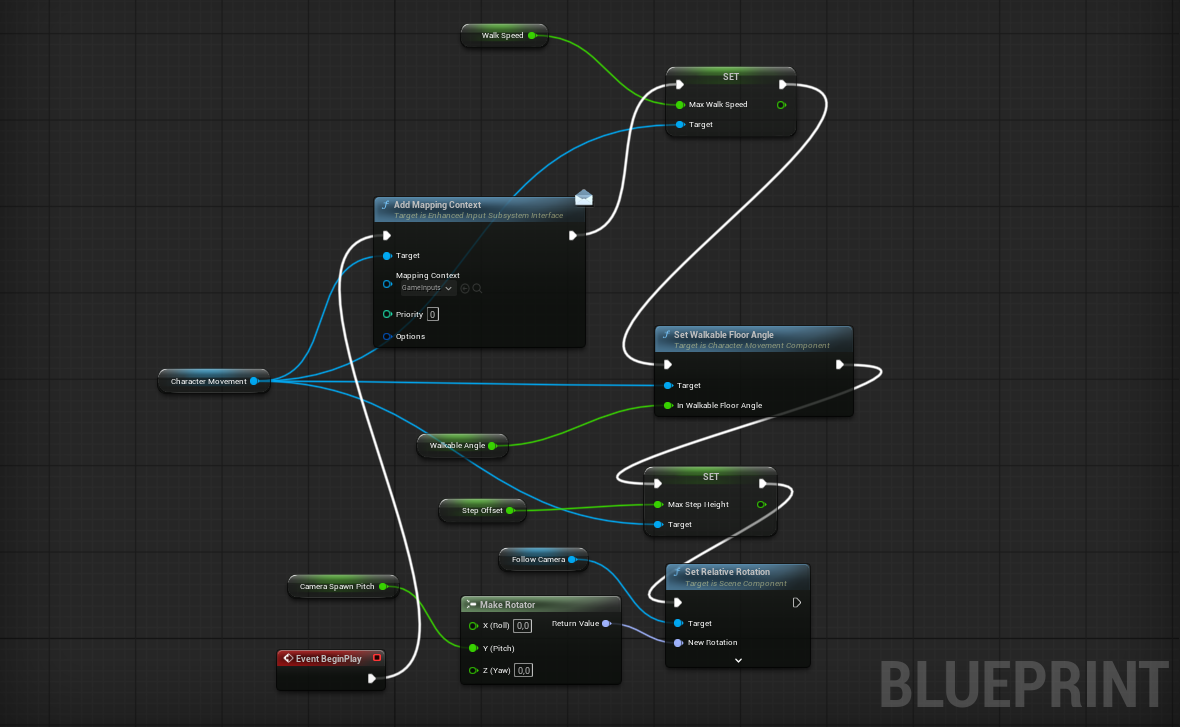 Walk Speed
SET
Max Walk Speed
Target
Add Mapping Context
Target is Enhanced Input Subsystem Interface
Target
Mapping Context
GameInputs
Priority 0
Options
Set Walkable Floor Angle
Target is Character Movement Component
Target
In Walkable Floor Angle
Character Movement
Walkable Angle
SET
Max Step Height
Target
Step Offset
Follow Camera
Set Relative Rotation
Target is Scene Component
Target
New Rotation
Camera Spawn Pitch
Make Rotator
X (Roll) 0,0
Return Value
Y (Pitch)
Z (Yaw) 0,0
Event BeginPlay
BLUEPRINT